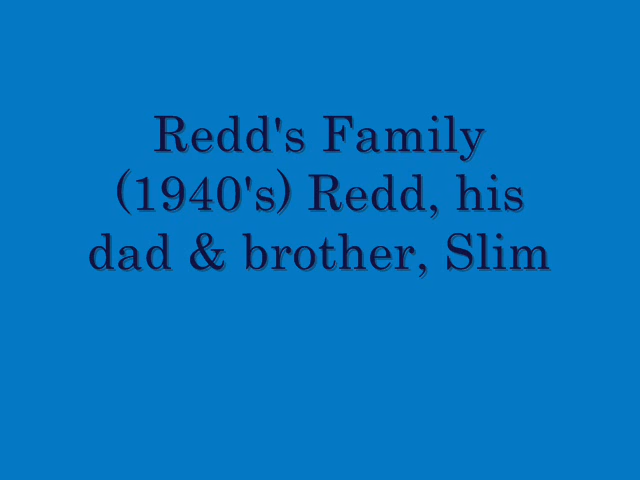 Redd's Family
(1940's) Redd, his
dad & brother, Slim